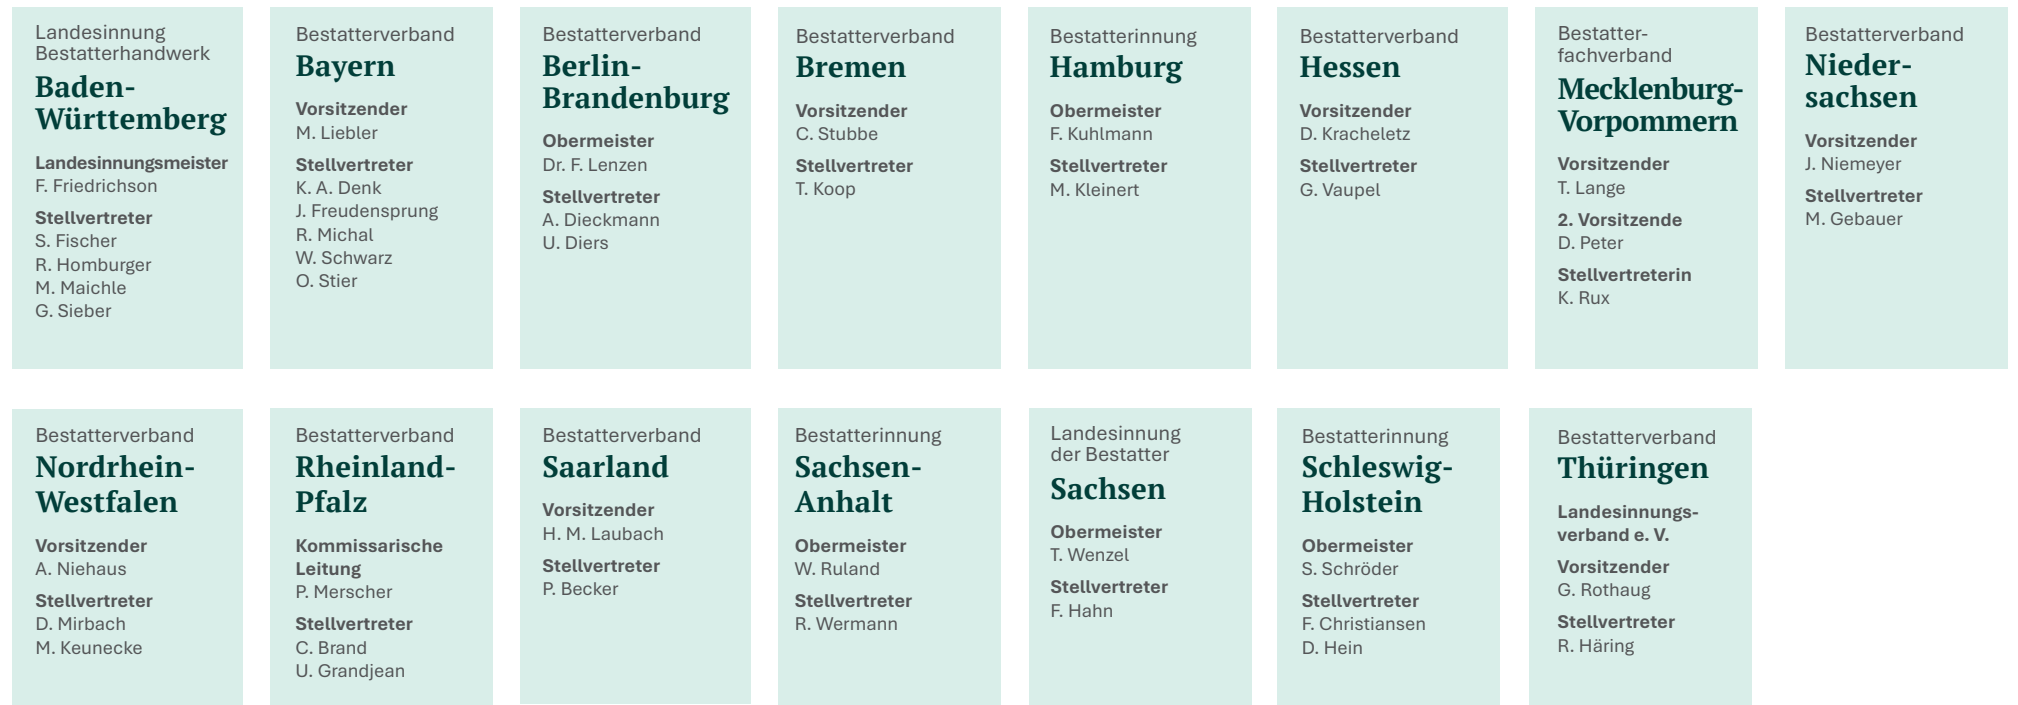 Landesinnung
Bestatterhandwerk
Baden-
Württemberg
Landesinnungsmeister
F. Friedrichson
Stellvertreter
S. Fischer
R. Homburger
M. Maichle
G. Sieber
Bestatterverband
Bayern
Vorsitzender
M. Liebler
Stellvertreter
K. A. Denk
J. Freudensprung
R. Michal
W. Schwarz
O. Stier
Bestatterverband
Berlin-
Brandenburg
Obermeister
Dr. F. Lenzen
Stellvertreter
A. Dieckmann
U. Diers
Bestatterverband
Bremen
Vorsitzender
C. Stubbe
Stellvertreter
T. Koop
Bestatterinnung
Hamburg
Obermeister
F. Kuhlmann
Stellvertreter
M. Kleinert
Bestatterverband
Hessen
Vorsitzender
D. Kracheletz
Stellvertreter
G. Vaupel
Bestatter-
fachverband
Mecklenburg-
Vorpommern
Vorsitzender
T. Lange
2. Vorsitzende
D. Peter
Stellvertreterin
K. Rux
Bestatterverband
Nieder-
sachsen
Vorsitzender
J. Niemeyer
Stellvertreter
M. Gebauer
Bestatterverband
Nordrhein-
Westfalen
Vorsitzender
A. Niehaus
Stellvertreter
D. Mirbach
M. Keunecke
Bestatterverband
Rheinland-
Pfalz
Kommissarische
Leitung
P. Merscher
Stellvertreter
C. Brand
U. Grandjean
Bestatterverband
Saarland
Vorsitzender
H. M. Laubach
Stellvertreter
P. Becker
Bestatterinnung
Sachsen-
Anhalt
Obermeister
W. Ruland
Stellvertreter
R. Wermann
Landesinnung
der Bestatter
Sachsen
Obermeister
T. Wenzel
Stellvertreter
F. Hahn
Bestatterinnung
Schleswig-
Holstein
Obermeister
S. Schröder
Stellvertreter
F. Christiansen
D. Hein
Bestatterverband
Thüringen
Landesinnungs-
verband e. V.
Vorsitzender
G. Rothaug
Stellvertreter
R. Häring